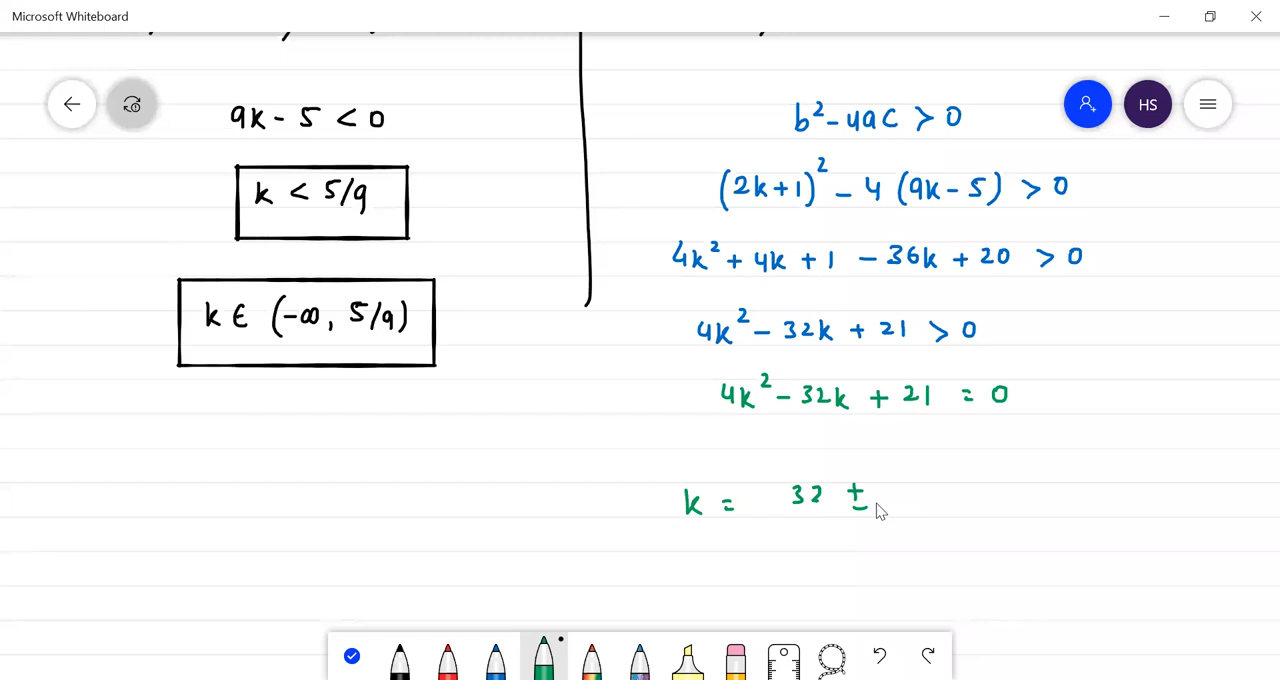 Microsoft Whiteboard
HS
9k - 5 < 0
k < 5/9
k ∈ (-∞, 5/9)
b² - 4ac > 0
(2k+1)² - 4 (9k - 5) > 0
4k² + 4k + 1 - 36k + 20 > 0
4k² - 32k + 21 > 0
4k² - 32k + 21 = 0
k = 32 ±